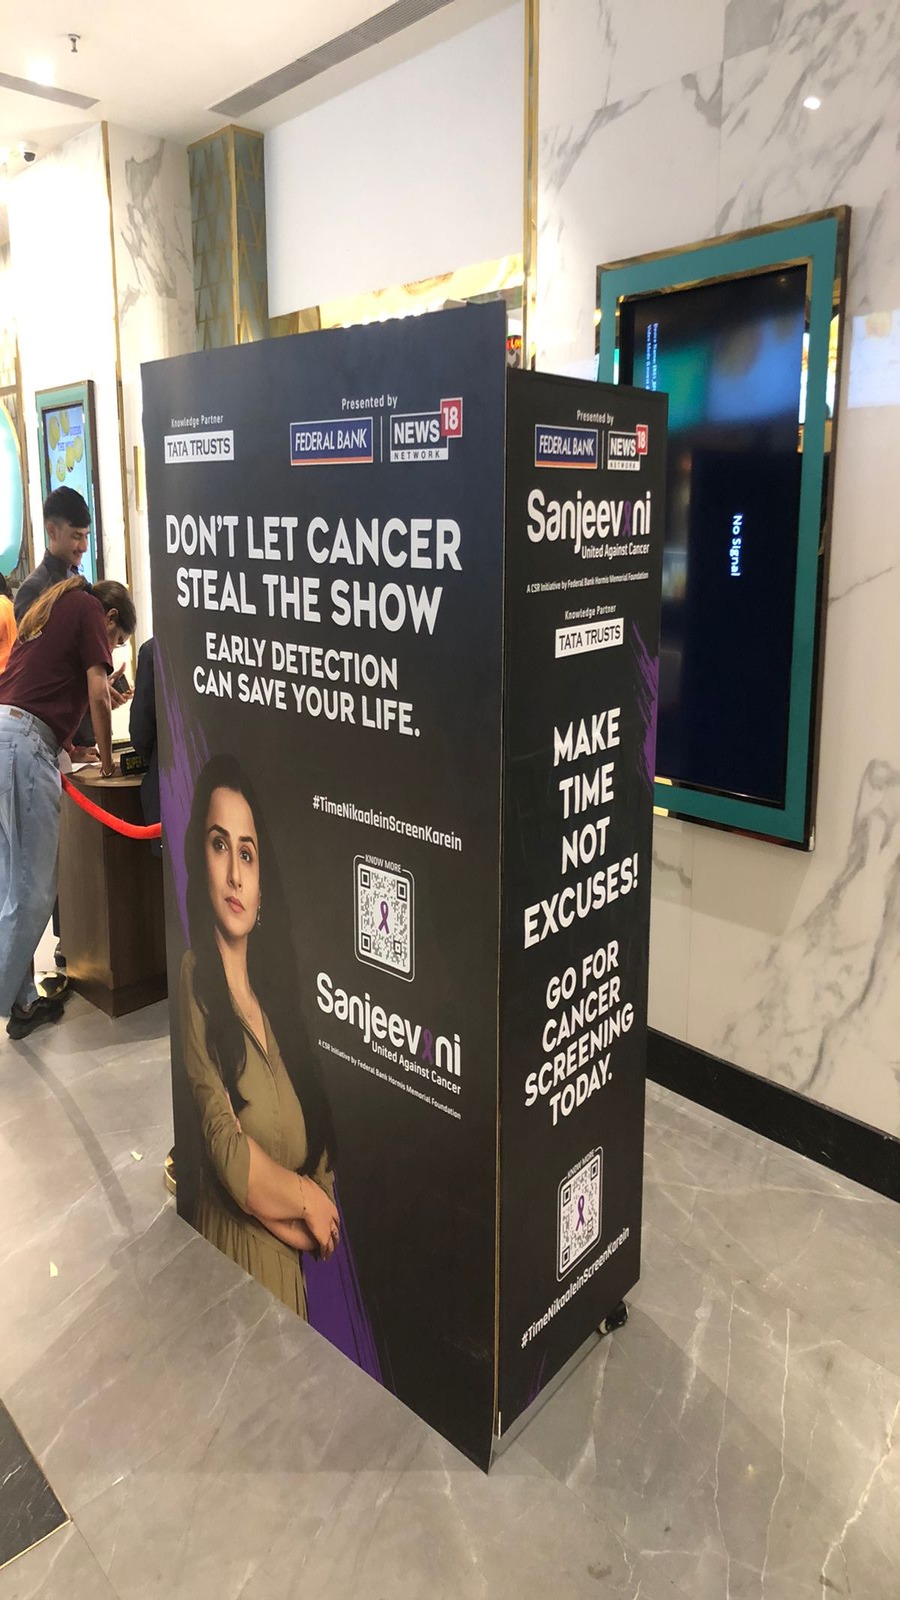 Knowledge Partner
TATA TRUSTS
Presented by
FEDERAL BANK
NEWS 18
NETWORK
DON'T LET CANCER
STEAL THE SHOW
EARLY DETECTION
CAN SAVE YOUR LIFE.
#TimeNikaaleinScreenKarein
KNOW MORE
Sanjeevani
United Against Cancer
A CSR Initiative by Federal Bank Hormis Memorial Foundation
Presented by
FEDERAL BANK
NEWS 18
NETWORK
Sanjeevani
United Against Cancer
A CSR Initiative by Federal Bank Hormis Memorial Foundation
Knowledge Partner
TATA TRUSTS
MAKE
TIME
NOT
EXCUSES!
GO FOR
CANCER
SCREENING
TODAY.
KNOW MORE
#TimeNikaaleinScreenKarein
No Signal